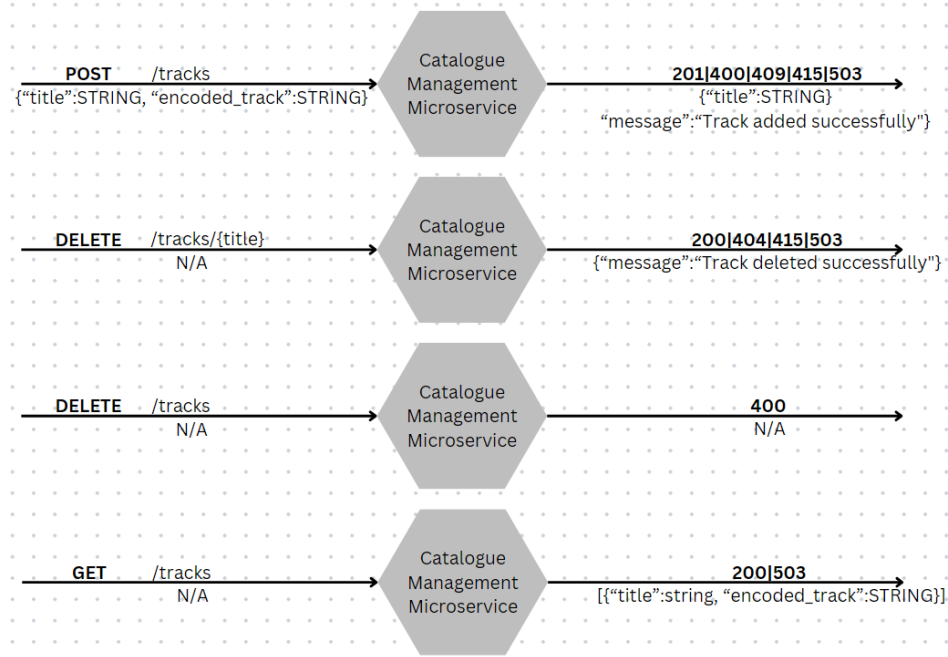 POST /tracks
{“title”:STRING, “encoded_track”:STRING}
Catalogue
Management
Microservice
201|400|409|415|503
{“title”:STRING}
“message”:“Track added successfully"}
DELETE /tracks/{title}
N/A
Catalogue
Management
Microservice
200|404|415|503
{“message”:“Track deleted successfully"}
DELETE /tracks
N/A
Catalogue
Management
Microservice
400
N/A
GET /tracks
N/A
Catalogue
Management
Microservice
200|503
[{“title”:string, “encoded_track”:STRING}]